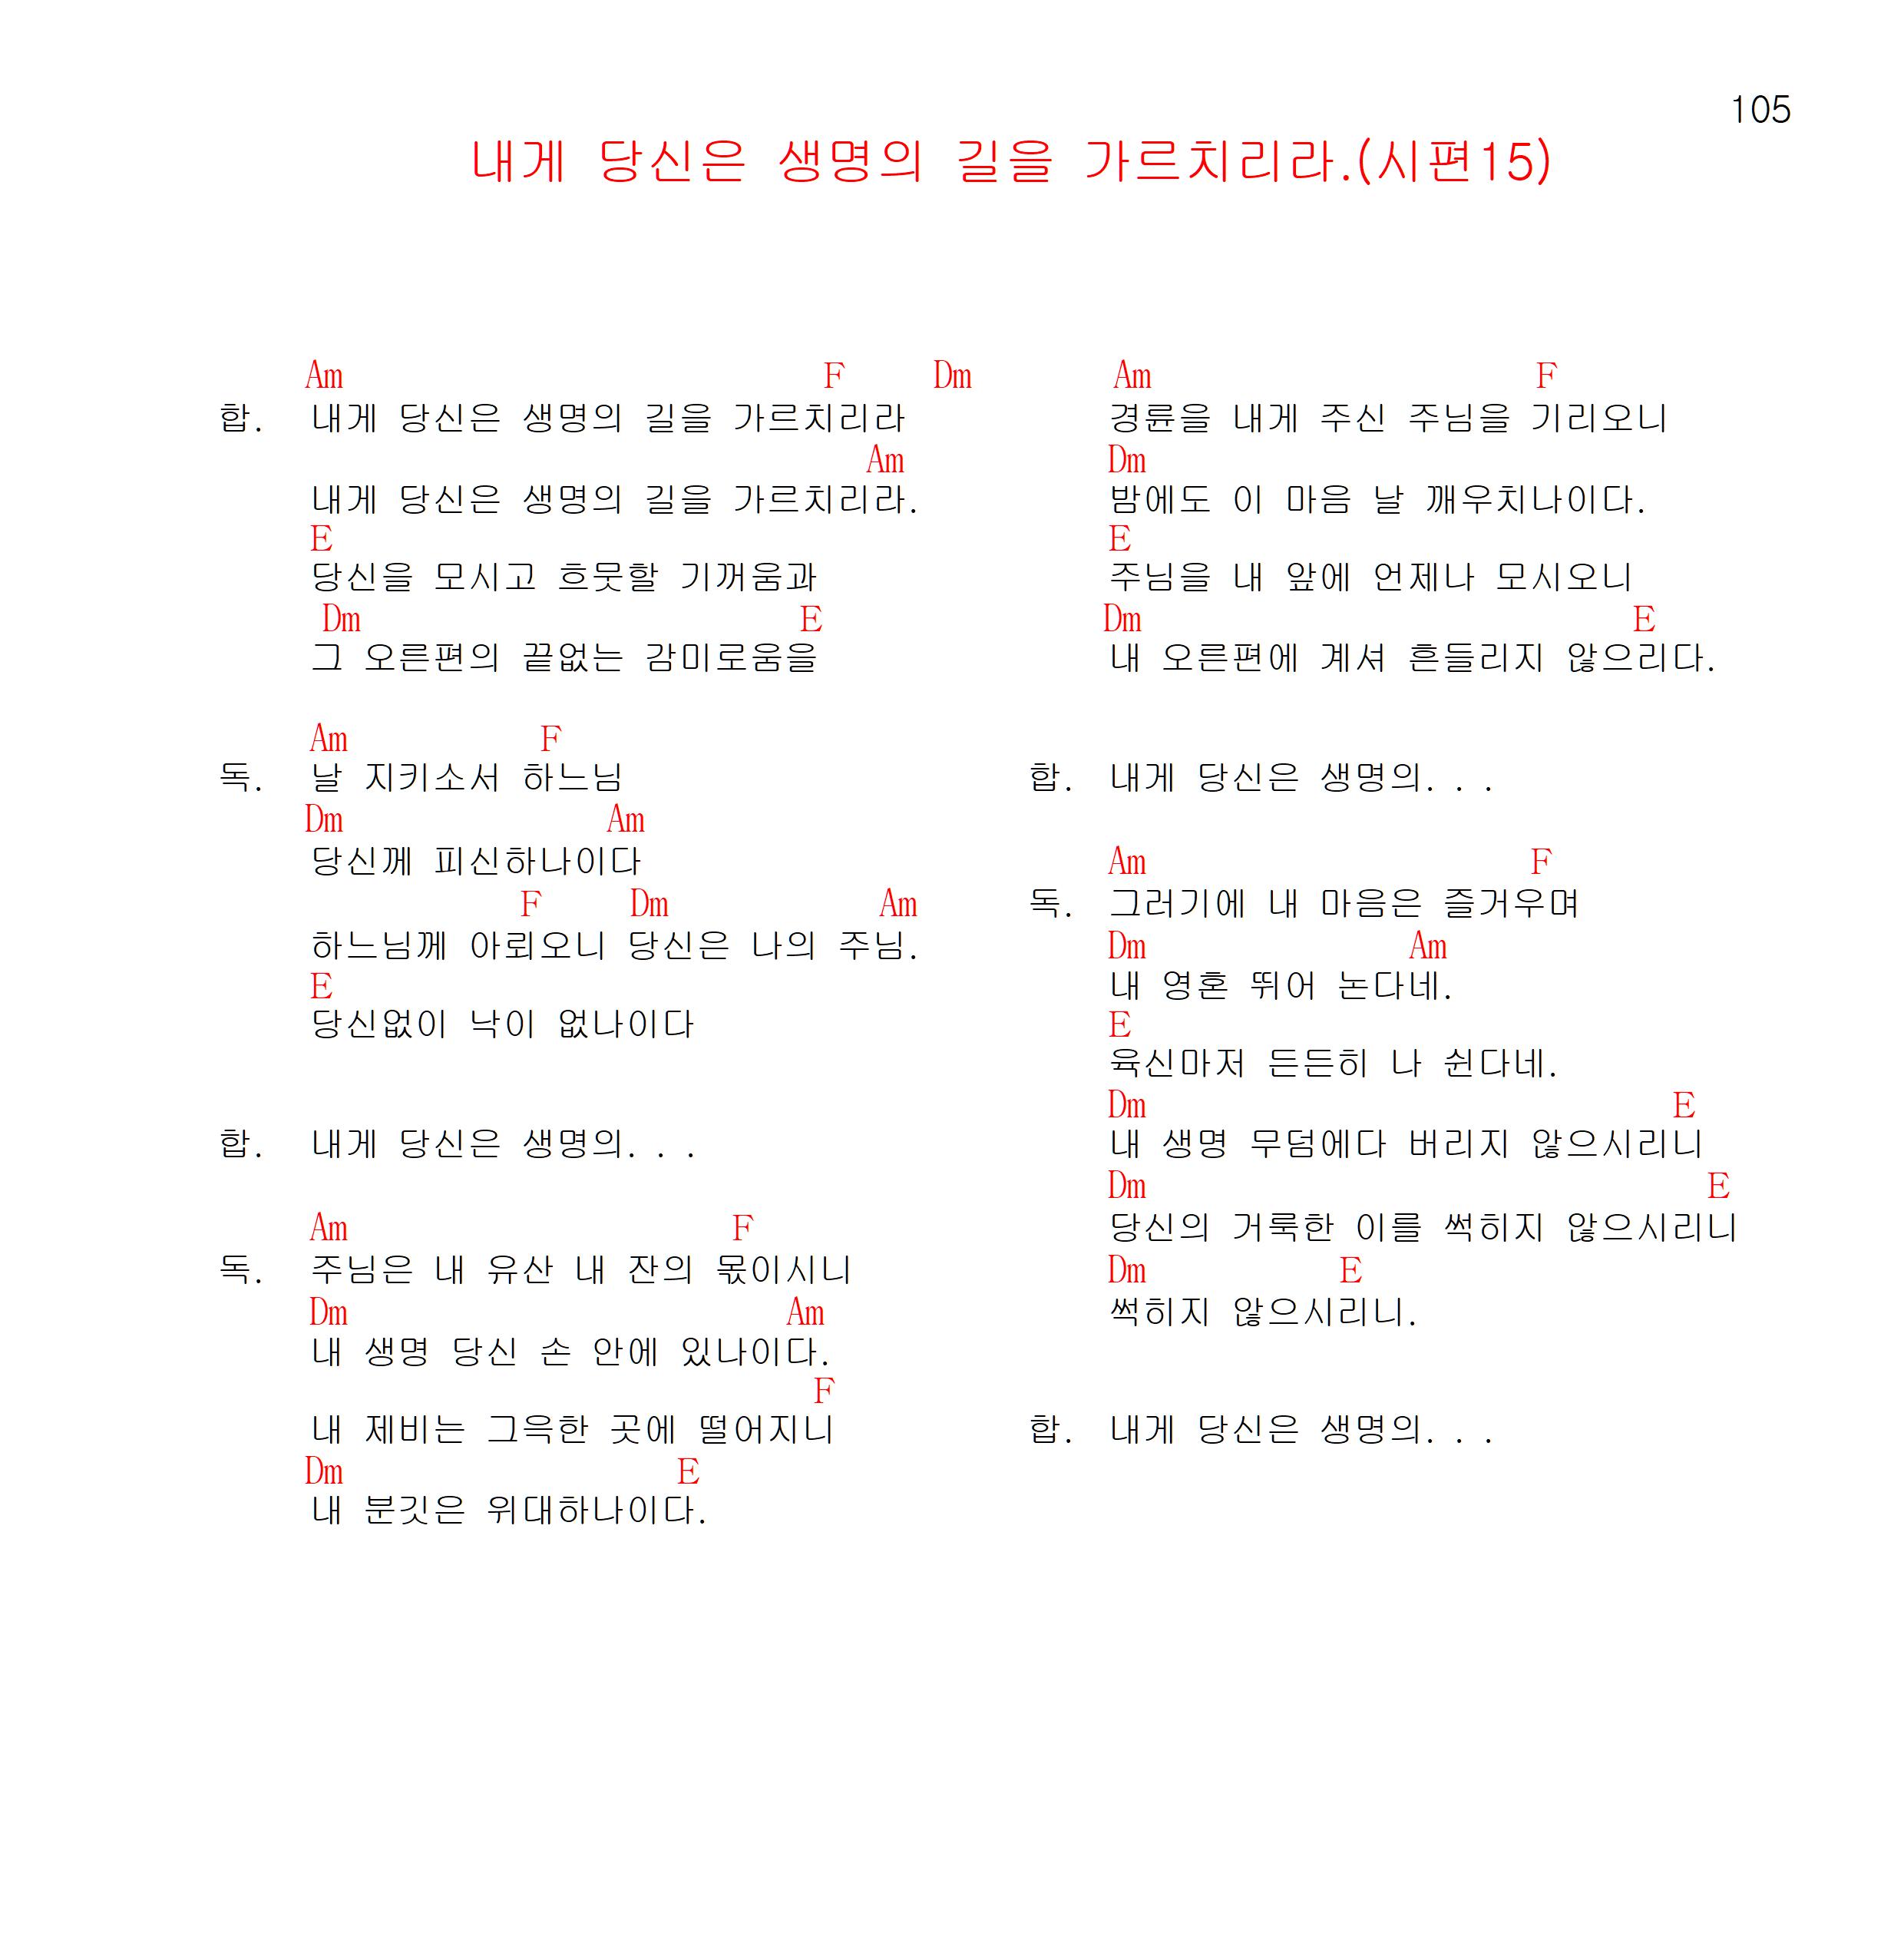 105
내게 당신은 생명의 길을 가르치리라.(시편15)
Am F Dm
합. 내게 당신은 생명의 길을 가르치리라
Am
내게 당신은 생명의 길을 가르치리라.
E
당신을 모시고 흐뭇할 기꺼움과
Dm E
그 오른편의 끝없는 감미로움을
Am F
독. 날 지키소서 하느님
Dm Am
당신께 피신하나이다
F Dm Am
하느님께 아뢰오니 당신은 나의 주님.
E
당신없이 낙이 없나이다
합. 내게 당신은 생명의. . .
Am F
독. 주님은 내 유산 내 잔의 몫이시니
Dm Am
내 생명 당신 손 안에 있나이다.
F
내 제비는 그윽한 곳에 떨어지니
Dm E
내 분깃은 위대하나이다.
Am F
경륜을 내게 주신 주님을 기리오니
Dm
밤에도 이 마음 날 깨우치나이다.
E
주님을 내 앞에 언제나 모시오니
Dm E
내 오른편에 계셔 흔들리지 않으리다.
합. 내게 당신은 생명의. . .
Am F
독. 그러기에 내 마음은 즐거우며
Dm Am
내 영혼 뛰어 논다네.
E
육신마저 든든히 나 쉰다네.
Dm E
내 생명 무덤에다 버리지 않으시리니
Dm E
당신의 거룩한 이를 썩히지 않으시리니
Dm E
썩히지 않으시리니.
합. 내게 당신은 생명의. . .